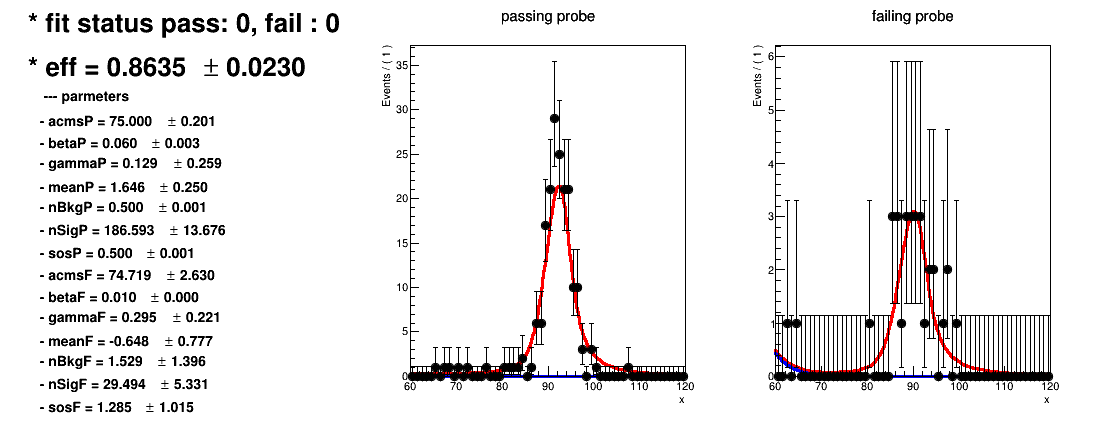 * fit status pass: 0, fail : 0
* eff = 0.8635 ± 0.0230
--- parmeters
- acmsP = 75.000 ± 0.201
- betaP = 0.060 ± 0.003
- gammaP = 0.129 ± 0.259
- meanP = 1.646 ± 0.250
- nBkgP = 0.500 ± 0.001
- nSigP = 186.593 ± 13.676
- sosP = 0.500 ± 0.001
- acmsF = 74.719 ± 2.630
- betaF = 0.010 ± 0.000
- gammaF = 0.295 ± 0.221
- meanF = -0.648 ± 0.777
- nBkgF = 1.529 ± 1.396
- nSigF = 29.494 ± 5.331
- sosF = 1.285 ± 1.015
passing probe
Events / ( 1 )
35
30
25
20
15
10
5
0
60 70 80 90 100 110 120
x
failing probe
Events / ( 1 )
6
5
4
3
2
1
0
60 70 80 90 100 110 120
x